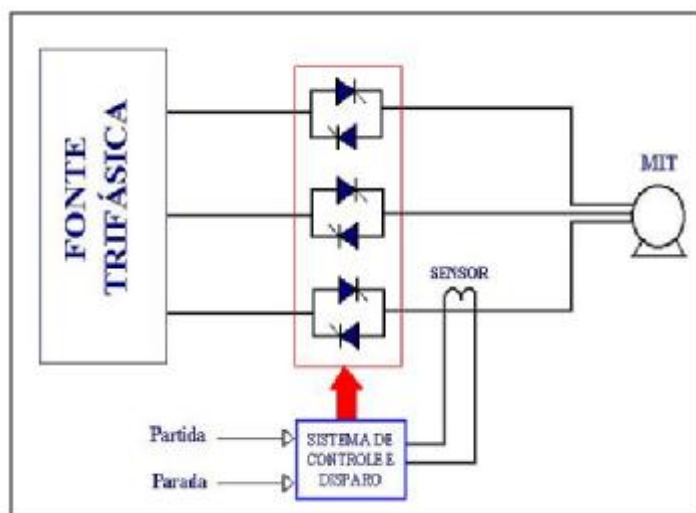 FONTE
TRIFÁSICA
MIT
SENSOR
Partida
Parada
SISTEMA DE
CONTROLE E
DISPARO